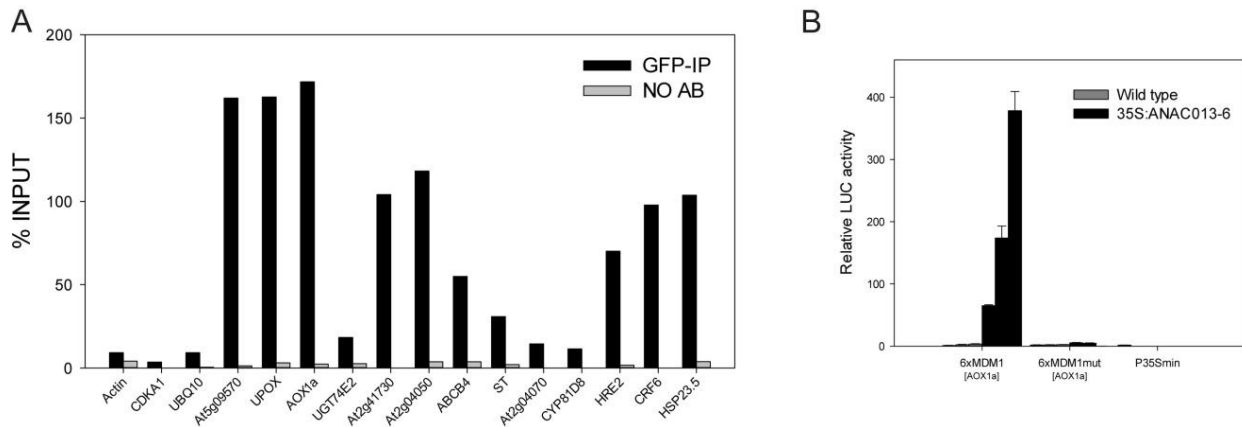 A
% INPUT
200
150
100
50
0
GFP-IP
NO AB
Actin
CDKA1
UBQ10
At5g09570
UPOX
AOX1a
UGT74E2
At2g41730
At2g04050
ABCB4
ST
At2g04070
CYP81D8
HRE2
CRF6
HSP23.5
B
Relative LUC activity
400
300
200
100
0
Wild type
35S:ANAC013-6
6xMDM1
[AOX1a]
6xMDM1mut
[AOX1a]
P35Smin